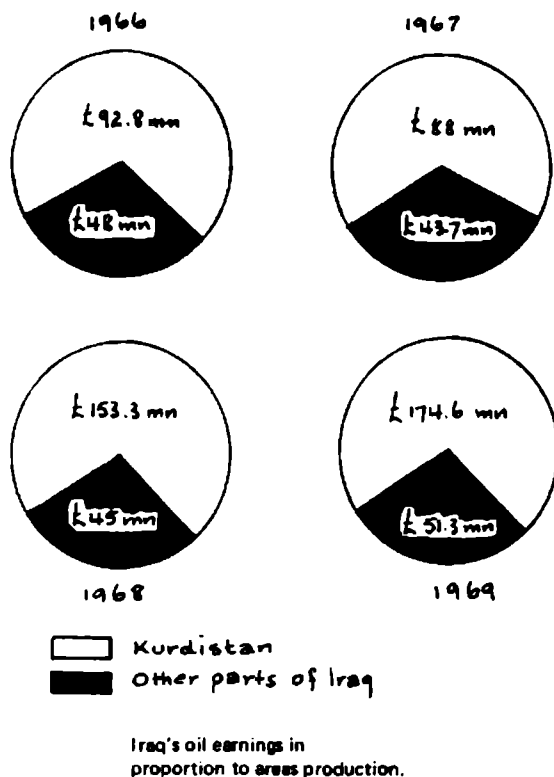 1966
1967
£92.8 mn
£88 mn
£48 mn
£43.7 mn
£153.3 mn
£174.6 mn
£45 mn
£51.3 mn
1968
1969
Kurdistan
Other parts of Iraq
Iraq's oil earnings in
proportion to areas production.